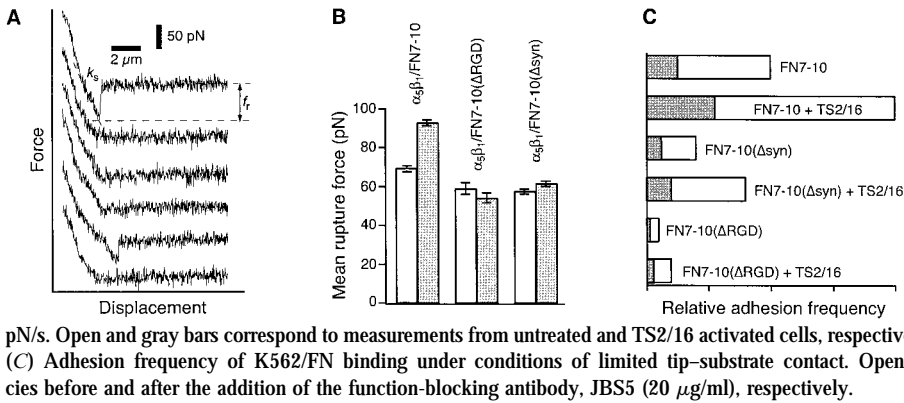 A
50 pN
2 μm
ks
fr
Force
Displacement
B
α5β1/FN7-10
α5β1/FN7-10(ΔRGD)
α5β1/FN7-10(Δsyn)
Mean rupture force (pN)
100
80
60
40
20
0
C
FN7-10
FN7-10 + TS2/16
FN7-10(Δsyn)
FN7-10(Δsyn) + TS2/16
FN7-10(ΔRGD)
FN7-10(ΔRGD) + TS2/16
Relative adhesion frequency
pN/s. Open and gray bars correspond to measurements from untreated and TS2/16 activated cells, respective
(C) Adhesion frequency of K562/FN binding under conditions of limited tip–substrate contact. Open
cies before and after the addition of the function-blocking antibody, JBS5 (20 μg/ml), respectively.